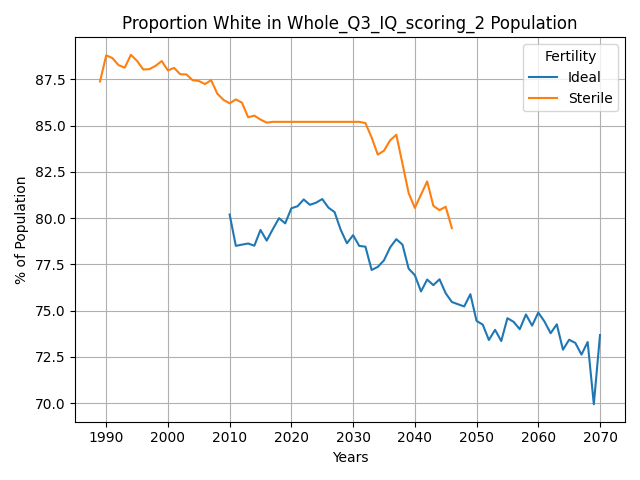 Proportion White in Whole_Q3_IQ_scoring_2 Population
% of Population
87.5
85.0
82.5
80.0
77.5
75.0
72.5
70.0
Fertility
Ideal
Sterile
1990 2000 2010 2020 2030 2040 2050 2060 2070
Years